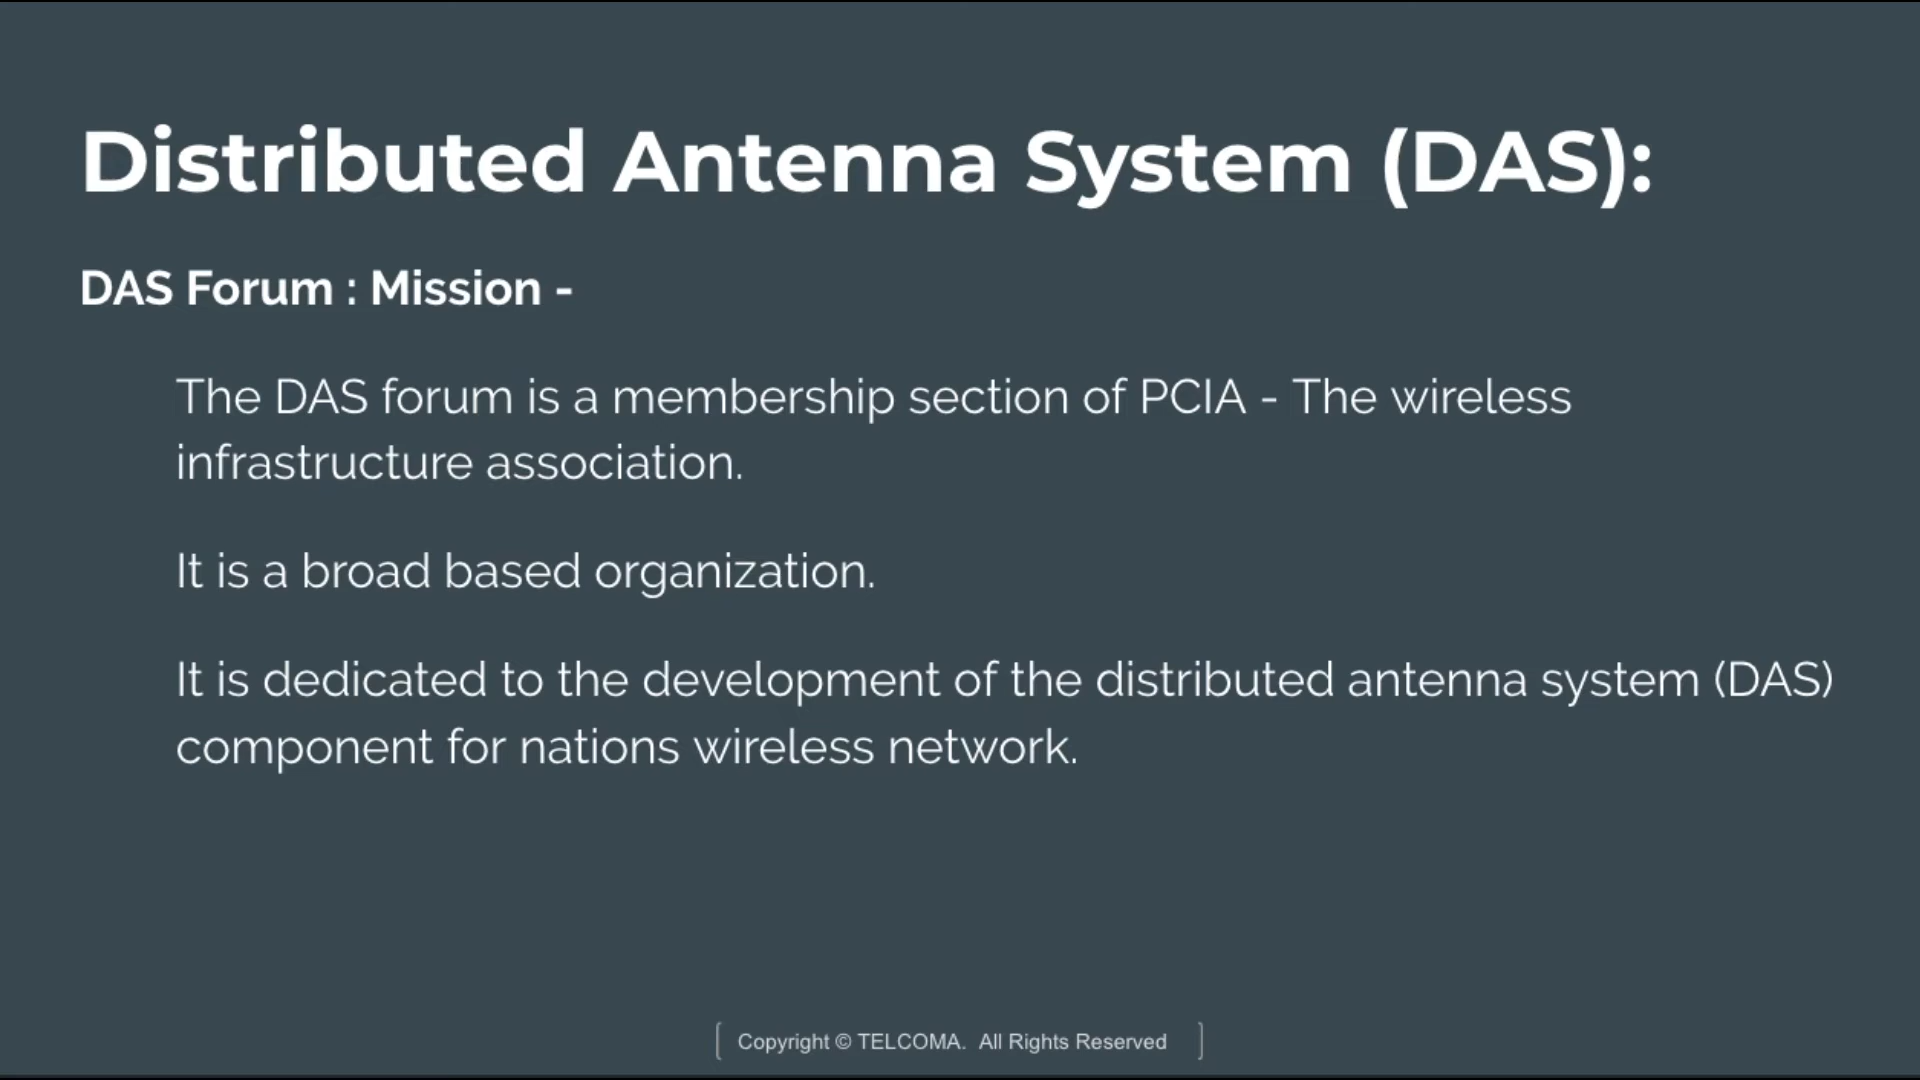 Distributed Antenna System (DAS):
DAS Forum : Mission -
The DAS forum is a membership section of PCIA - The wireless
infrastructure association.
It is a broad based organization.
It is dedicated to the development of the distributed antenna system (DAS)
component for nations wireless network.
Copyright © TELCOMA. All Rights Reserved